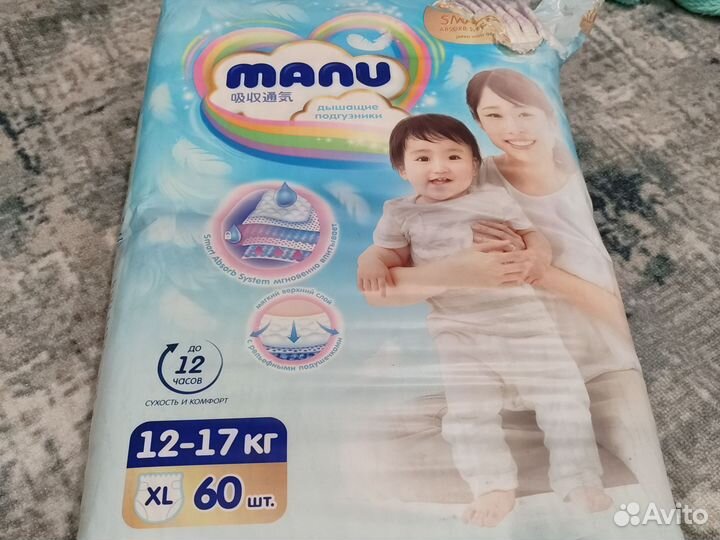 manu
吸収通気
дышащие
подгузники
Smart Absorb System мгновенно впитывает
мягкий верхний слой
с рельефными подушечками
до
12
часов
сухость и комфорт
12-17 кг
XL 60 шт.
Avito